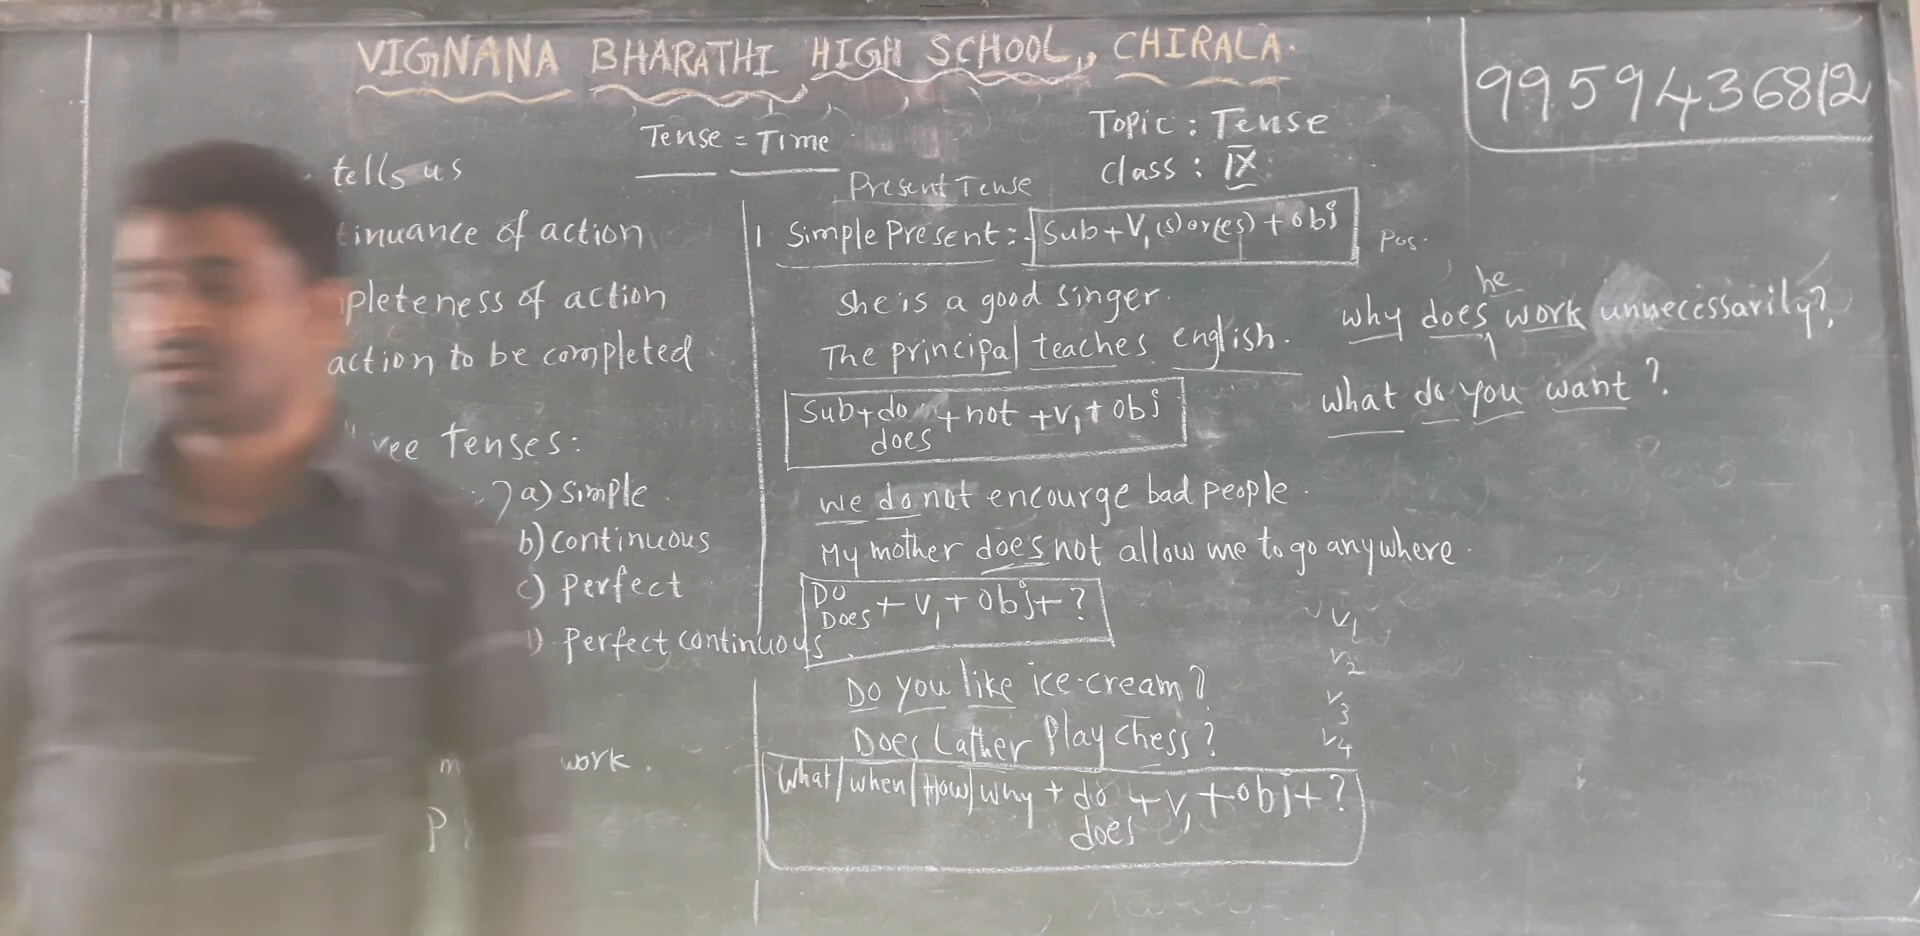 VIGNANA BHARATHI HIGH SCHOOL, CHIRALA.
9959436812
Tense = Time
Topic : Tense
Class : IX
tells us
tinuance of action
pleteness of action
action to be completed
ree tenses:
a) Simple
b) continuous
c) Perfect
). Perfect continuous
work.
Present Tense
1 Simple Present :- Sub + V1 (s) or (es) + obj
Pos.
She is a good singer.
The principal teaches english.
Sub + do + not + v1 + obj
does
we do not encourge bad people.
My mother does not allow me to go anywhere.
Do
Does + V1 + obj + ?
Do you like ice-cream?
Does Lather Play chess?
What / when / How / why + do + v1 + obj + ?
does
he
why does work unnecessarily?
what do you want?
V1
V2
V3
V4